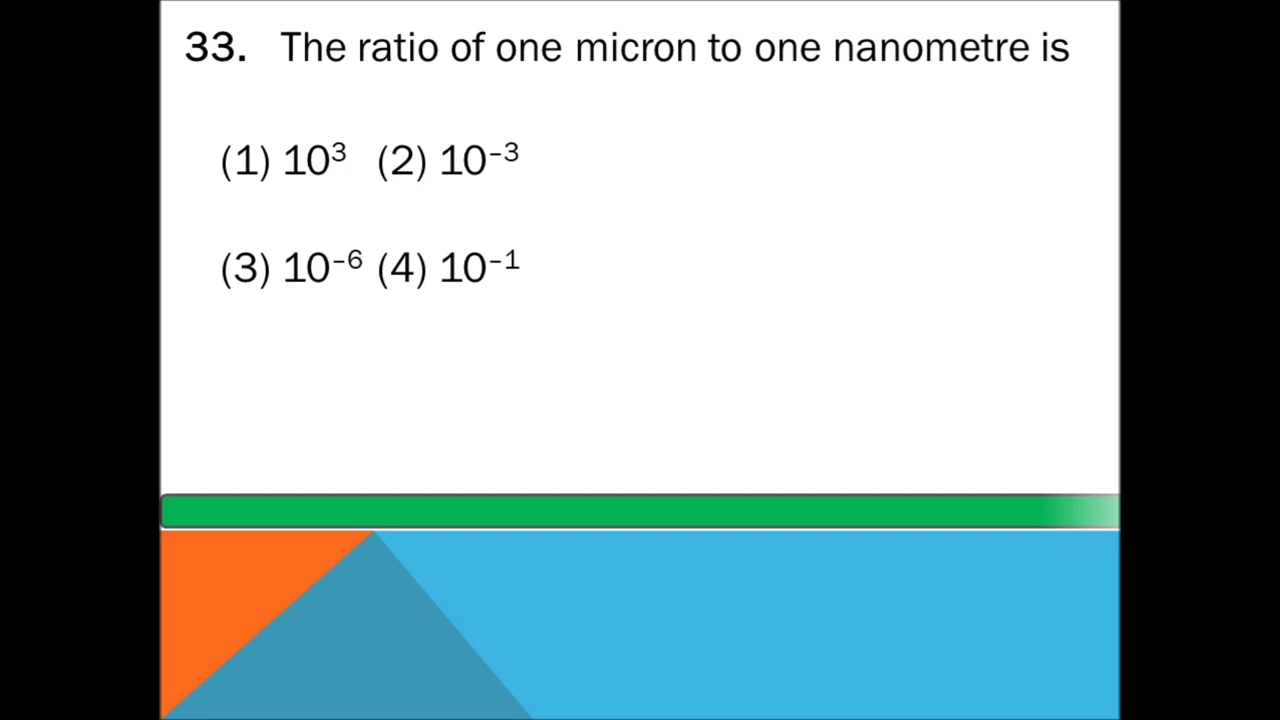 33. The ratio of one micron to one nanometre is
(1) 10³ (2) 10⁻³
(3) 10⁻⁶ (4) 10⁻¹